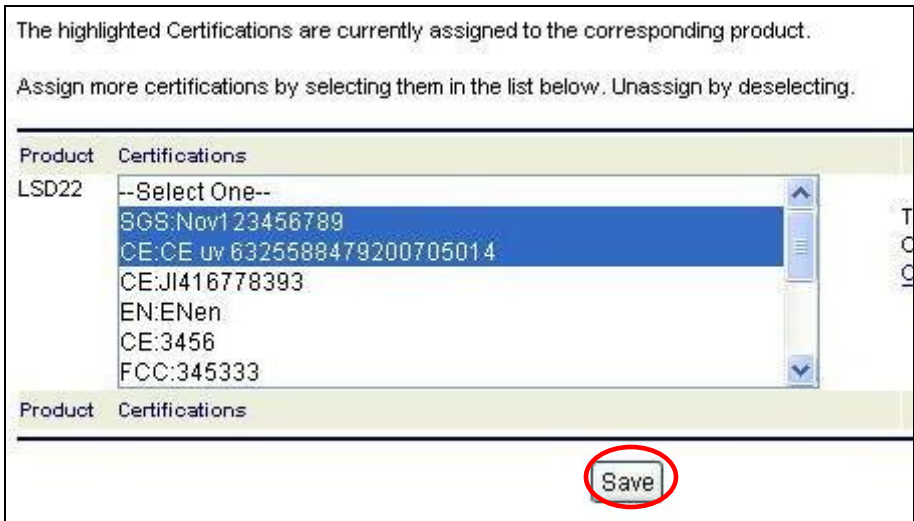 The highlighted Certifications are currently assigned to the corresponding product.
Assign more certifications by selecting them in the list below. Unassign by deselecting.
Product Certifications
LSD22
--Select One--
SGS:Nov123456789
CE:CE uv 6325588479200705014
CE:JI416778393
EN:ENen
CE:3456
FCC:345333
Product Certifications
Save